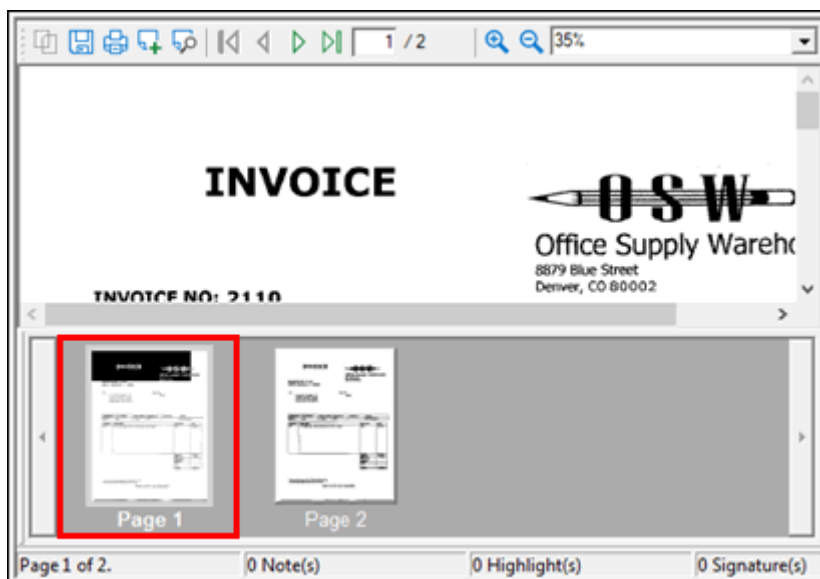 1 / 2 35%
INVOICE
OSW
Office Supply Wareho
8879 Blue Street
Denver, CO 80002
INVOICE NO: 2110
Page 1 Page 2
Page 1 of 2. 0 Note(s) 0 Highlight(s) 0 Signature(s)